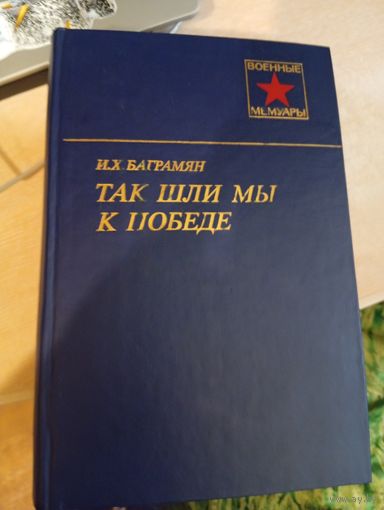 ВОЕННЫЕ
МЕМУАРЫ
И.Х. БАГРАМЯН
ТАК ШЛИ МЫ
К ПОБЕДЕ